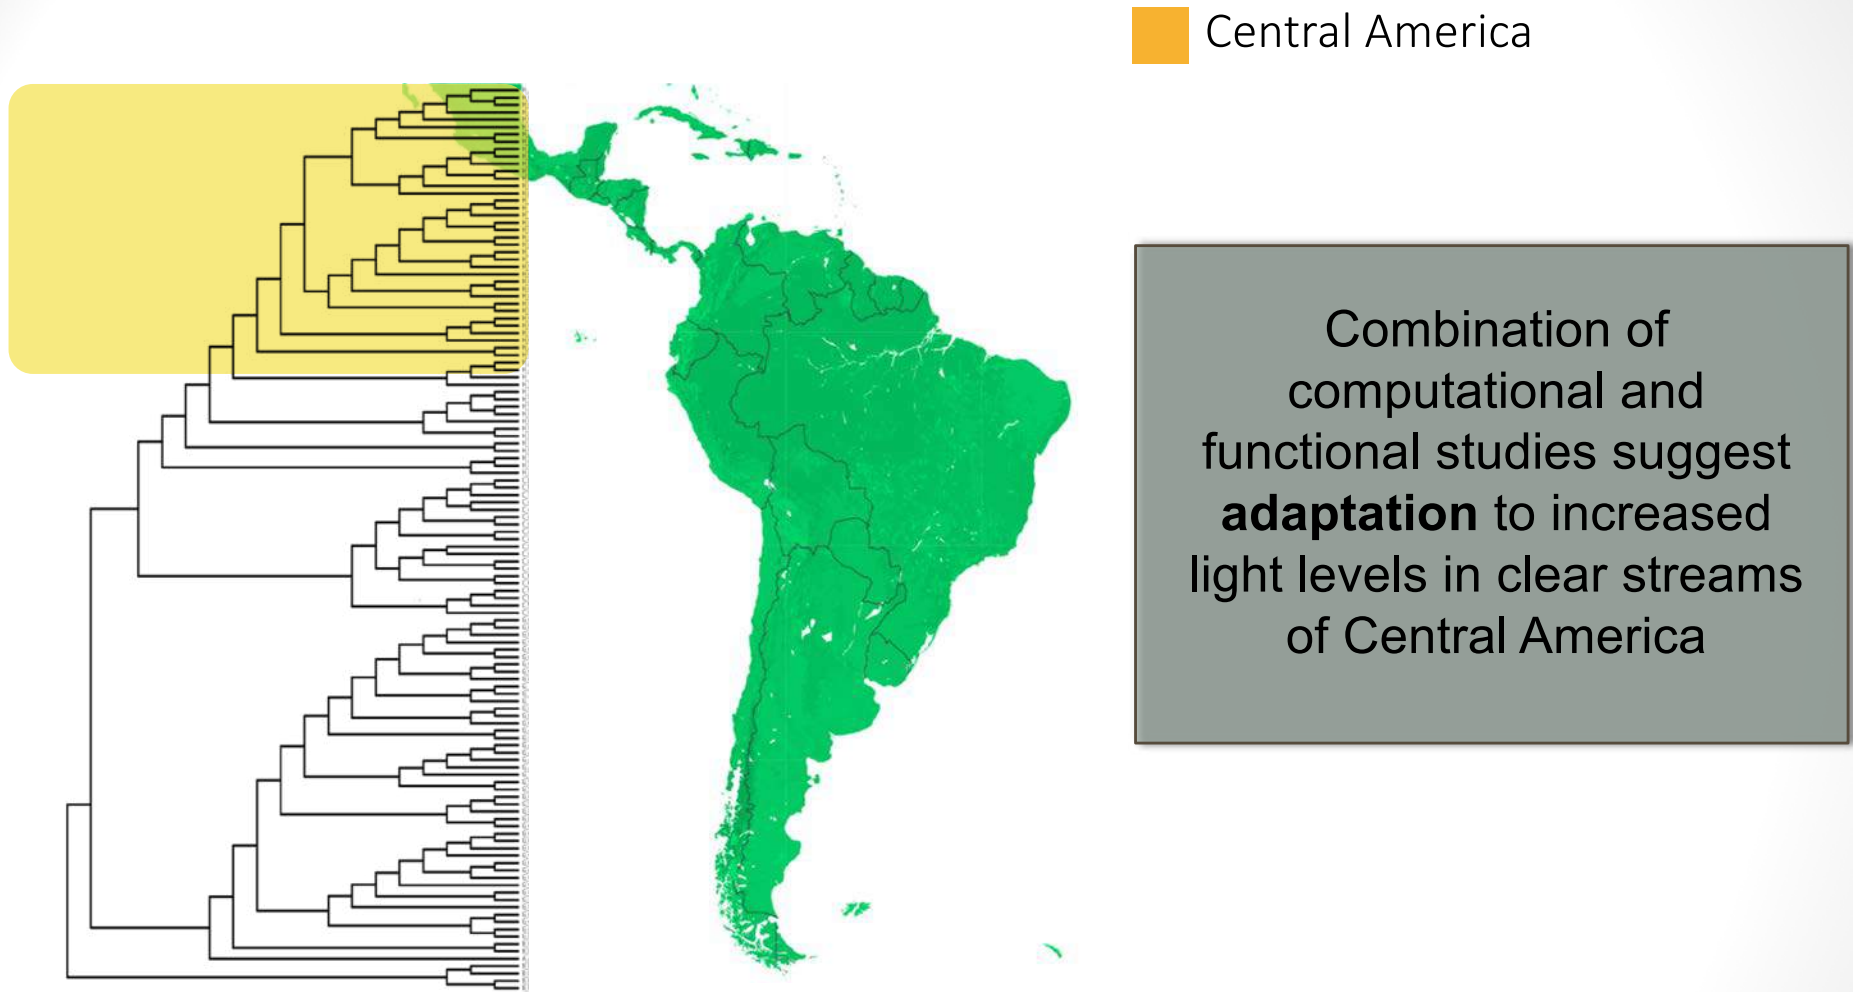 Central America
Combination of
computational and
functional studies suggest
adaptation to increased
light levels in clear streams
of Central America